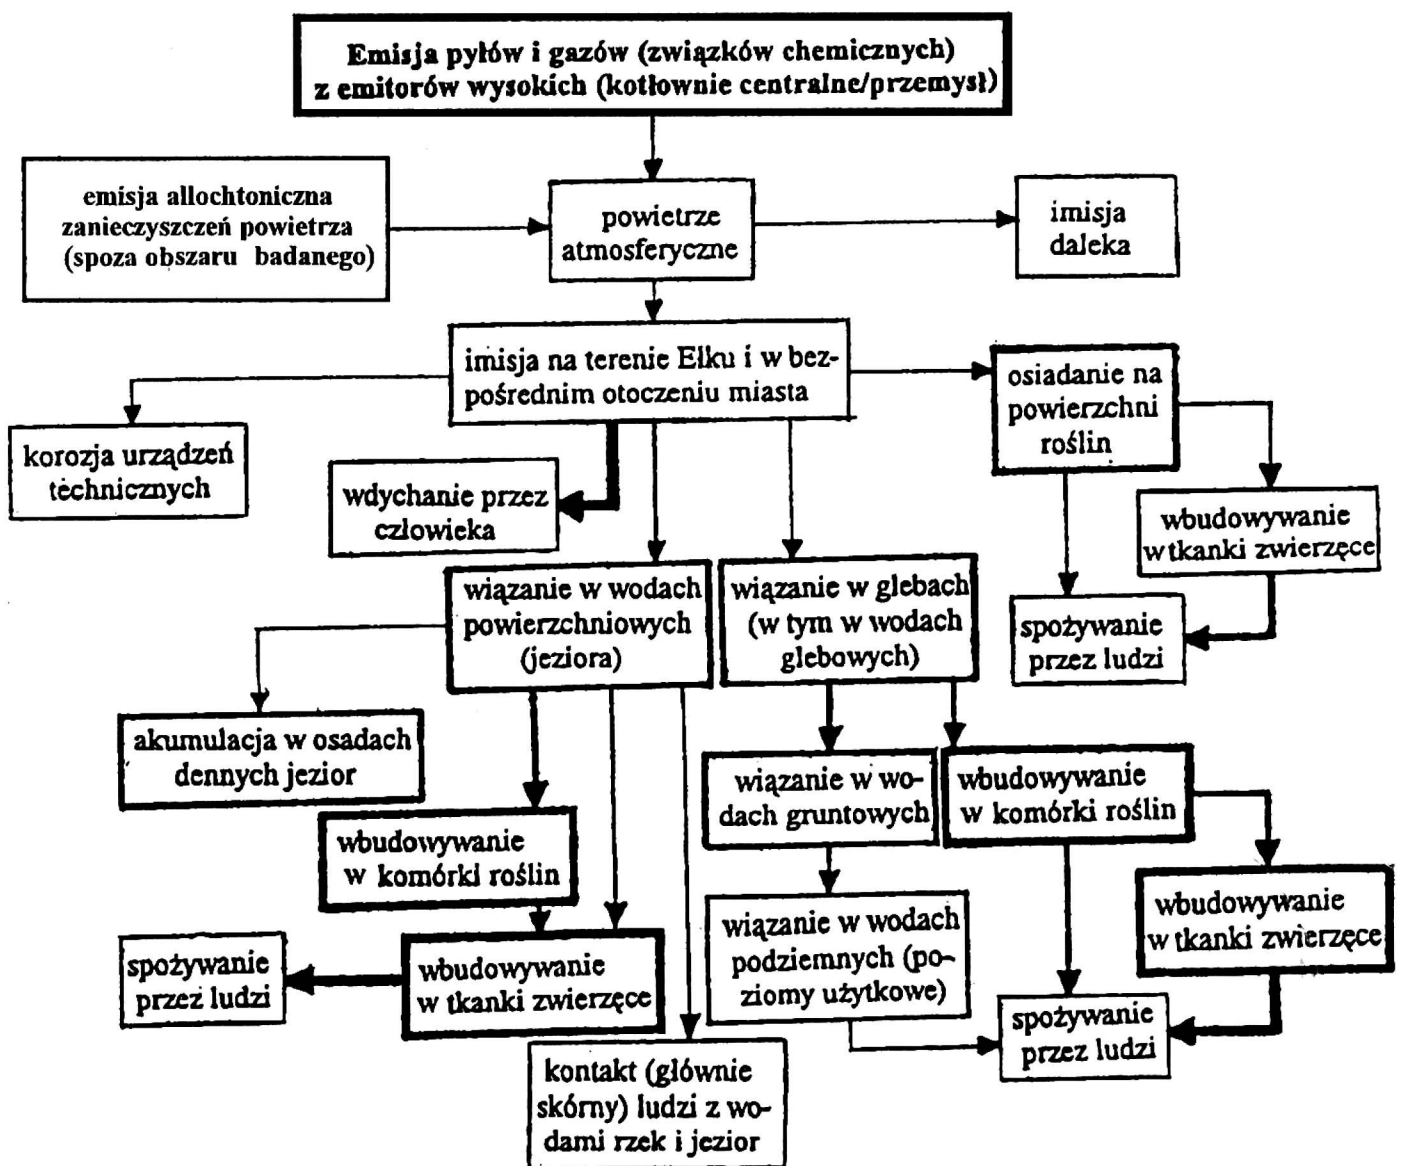 Emisja pyłów i gazów (związków chemicznych)
z emitorów wysokich (kotłownie centralne/przemysł)
emisja allochtoniczna
zanieczyszczeń powietrza
(spoza obszaru badanego)
powietrze
atmosferyczne
imisja
daleka
imisja na terenie Ełku i w bez-
pośrednim otoczeniu miasta
osiadanie na
powierzchni
roślin
korozja urządzeń
technicznych
wdychanie przez
człowieka
wbudowywanie
w tkanki zwierzęce
wiązanie w wodach
powierzchniowych
(jeziora)
wiązanie w glebach
(w tym w wodach
glebowych)
spożywanie
przez ludzi
akumulacja w osadach
dennych jezior
wiązanie w wo-
dach gruntowych
wbudowywanie
w komórki roślin
wbudowywanie
w komórki roślin
wiązanie w wodach
podziemnych (po-
ziomy użytkowe)
wbudowywanie
w tkanki zwierzęce
spożywanie
przez ludzi
wbudowywanie
w tkanki zwierzęce
spożywanie
przez ludzi
kontakt (głównie
skórny) ludzi z wo-
dami rzek i jezior